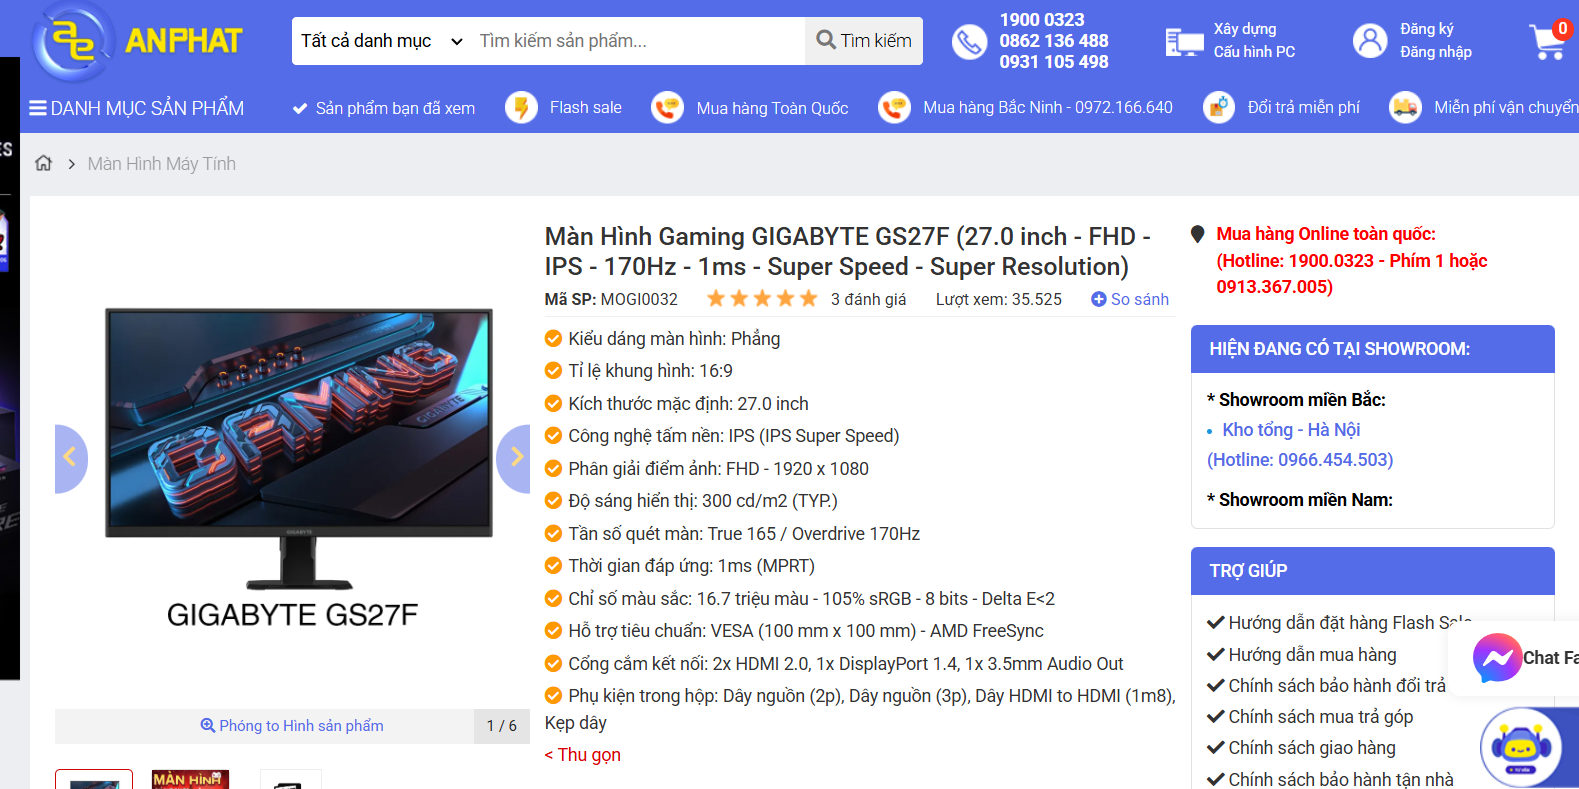 ANPHAT
Tất cả danh mục
Tìm kiếm sản phẩm...
Tìm kiếm
1900 0323
0862 136 488
0931 105 498
Xây dựng
Cấu hình PC
Đăng ký
Đăng nhập
0
DANH MỤC SẢN PHẨM
Sản phẩm bạn đã xem
Flash sale
Mua hàng Toàn Quốc
Mua hàng Bắc Ninh - 0972.166.640
Đổi trả miễn phí
Miễn phí vận chuyển
Màn Hình Máy Tính
GAMING
GIGABYTE
GIGABYTE GS27F
Phóng to Hình sản phẩm
1 / 6
MÀN HÌNH
Màn Hình Gaming GIGABYTE GS27F (27.0 inch - FHD -
IPS - 170Hz - 1ms - Super Speed - Super Resolution)
Mã SP: MOGI0032
3 đánh giá
Lượt xem: 35.525
So sánh
Kiểu dáng màn hình: Phẳng
Tỉ lệ khung hình: 16:9
Kích thước mặc định: 27.0 inch
Công nghệ tấm nền: IPS (IPS Super Speed)
Phân giải điểm ảnh: FHD - 1920 x 1080
Độ sáng hiển thị: 300 cd/m2 (TYP.)
Tần số quét màn: True 165 / Overdrive 170Hz
Thời gian đáp ứng: 1ms (MPRT)
Chỉ số màu sắc: 16.7 triệu màu - 105% sRGB - 8 bits - Delta E<2
Hỗ trợ tiêu chuẩn: VESA (100 mm x 100 mm) - AMD FreeSync
Cổng cắm kết nối: 2x HDMI 2.0, 1x DisplayPort 1.4, 1x 3.5mm Audio Out
Phụ kiện trong hộp: Dây nguồn (2p), Dây nguồn (3p), Dây HDMI to HDMI (1m8),
Kẹp dây
< Thu gọn
Mua hàng Online toàn quốc:
(Hotline: 1900.0323 - Phím 1 hoặc
0913.367.005)
HIỆN ĐANG CÓ TẠI SHOWROOM:
* Showroom miền Bắc:
Kho tổng - Hà Nội
(Hotline: 0966.454.503)
* Showroom miền Nam:
TRỢ GIÚP
Hướng dẫn đặt hàng Flash Sale
Hướng dẫn mua hàng
Chính sách bảo hành đổi trả
Chính sách mua trả góp
Chính sách giao hàng
Chính sách bảo hành tận nhà
Chat Fa